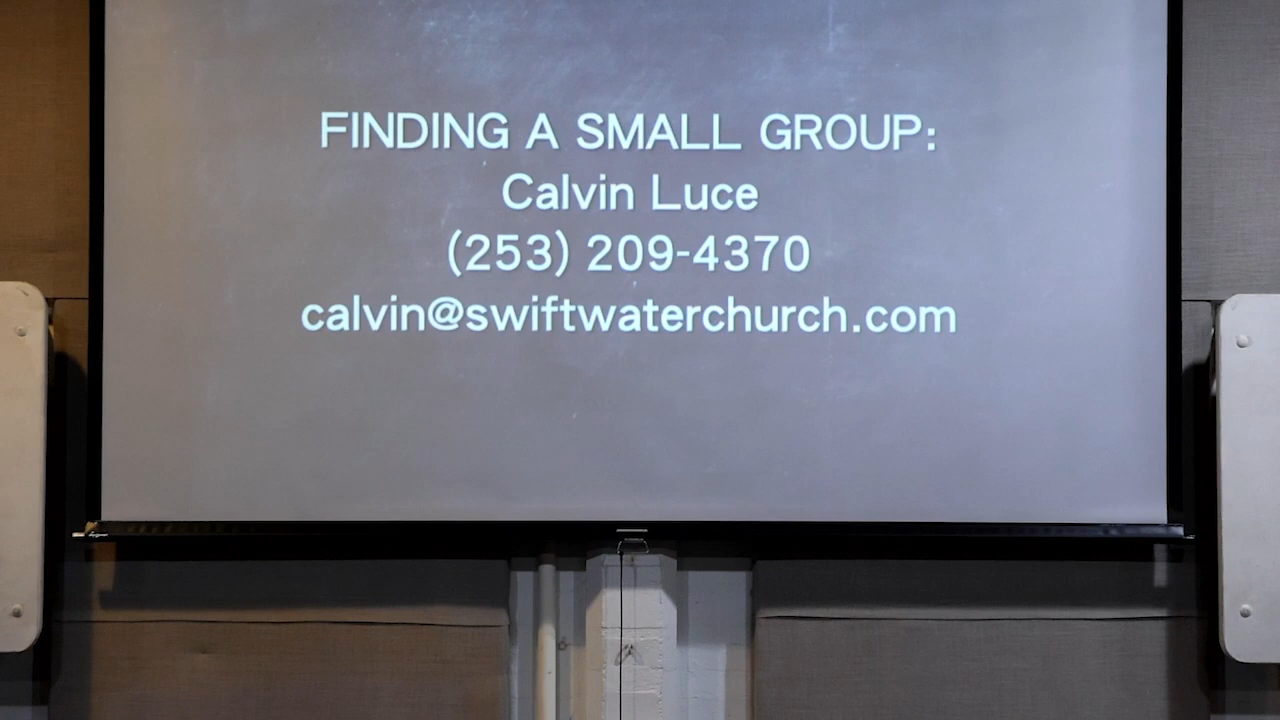 FINDING A SMALL GROUP:
Calvin Luce
(253) 209-4370
calvin@swiftwaterchurch.com